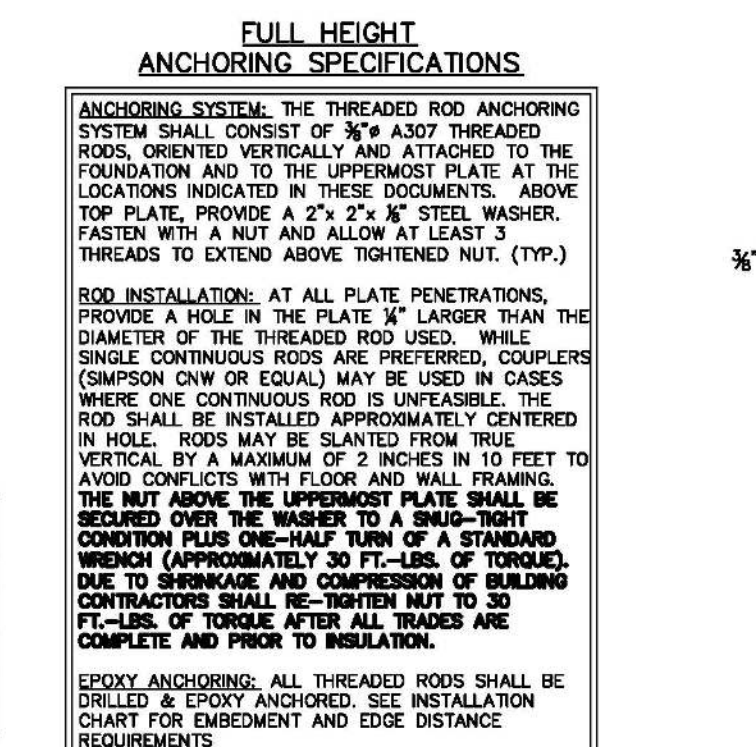 FULL HEIGHT
ANCHORING SPECIFICATIONS
ANCHORING SYSTEM: THE THREADED ROD ANCHORING
SYSTEM SHALL CONSIST OF ⅜"ø A307 THREADED
RODS, ORIENTED VERTICALLY AND ATTACHED TO THE
FOUNDATION AND TO THE UPPERMOST PLATE AT THE
LOCATIONS INDICATED IN THESE DOCUMENTS. ABOVE
TOP PLATE, PROVIDE A 2"x 2"x ⅛" STEEL WASHER.
FASTEN WITH A NUT AND ALLOW AT LEAST 3
THREADS TO EXTEND ABOVE TIGHTENED NUT. (TYP.)
ROD INSTALLATION: AT ALL PLATE PENETRATIONS,
PROVIDE A HOLE IN THE PLATE ¼" LARGER THAN THE
DIAMETER OF THE THREADED ROD USED. WHILE
SINGLE CONTINUOUS RODS ARE PREFERRED, COUPLERS
(SIMPSON CNW OR EQUAL) MAY BE USED IN CASES
WHERE ONE CONTINUOUS ROD IS UNFEASIBLE. THE
ROD SHALL BE INSTALLED APPROXIMATELY CENTERED
IN HOLE. RODS MAY BE SLANTED FROM TRUE
VERTICAL BY A MAXIMUM OF 2 INCHES IN 10 FEET TO
AVOID CONFLICTS WITH FLOOR AND WALL FRAMING.
THE NUT ABOVE THE UPPERMOST PLATE SHALL BE
SECURED OVER THE WASHER TO A SNUG-TIGHT
CONDITION PLUS ONE-HALF TURN OF A STANDARD
WRENCH (APPROXIMATELY 30 FT.-LBS. OF TORQUE).
DUE TO SHRINKAGE AND COMPRESSION OF BUILDING
CONTRACTORS SHALL RE-TIGHTEN NUT TO 30
FT.-LBS. OF TORQUE AFTER ALL TRADES ARE
COMPLETE AND PRIOR TO INSULATION.
EPOXY ANCHORING: ALL THREADED RODS SHALL BE
DRILLED & EPOXY ANCHORED. SEE INSTALLATION
CHART FOR EMBEDMENT AND EDGE DISTANCE
REQUIREMENTS
⅜"